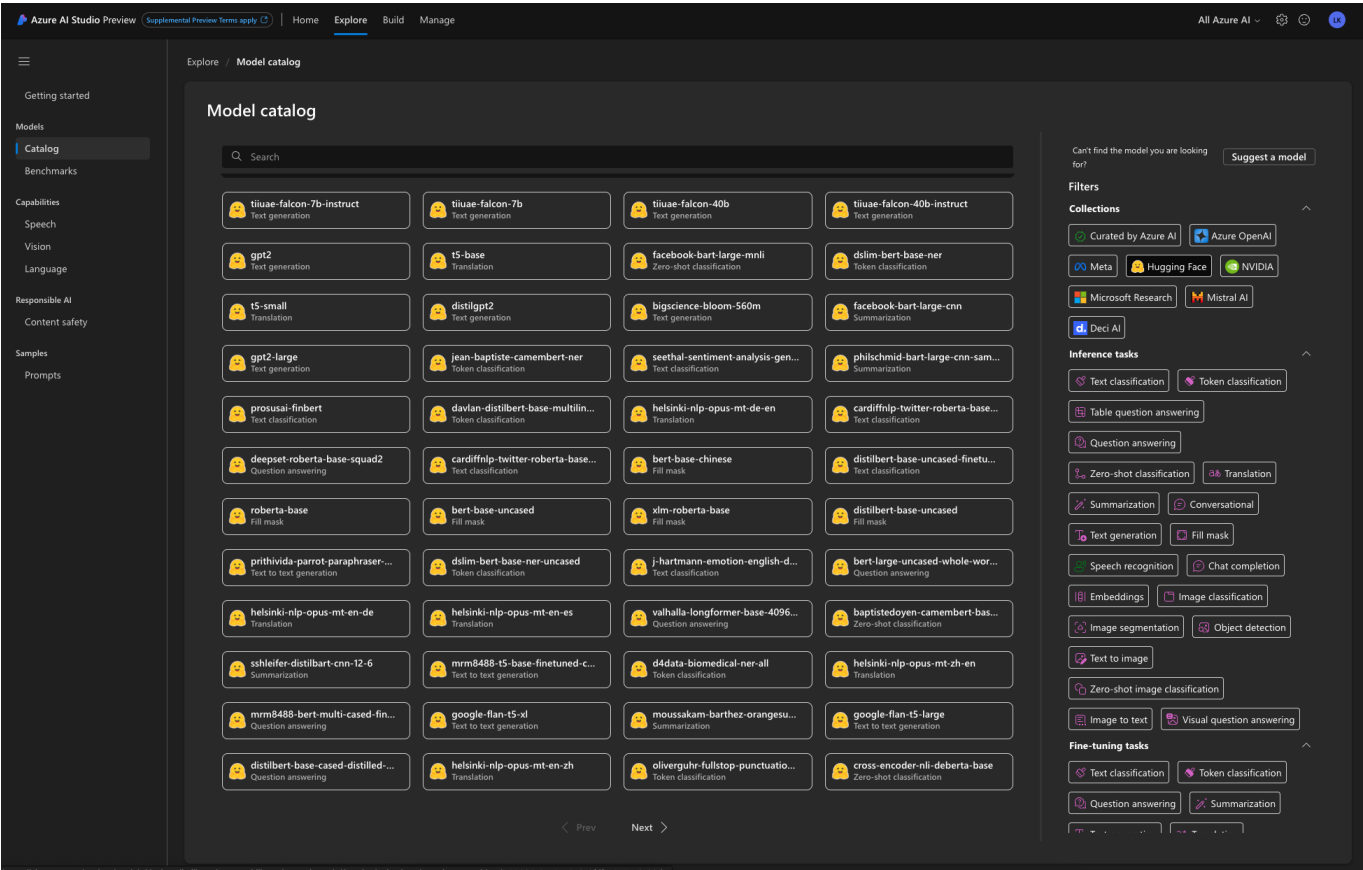 Azure AI Studio Preview Supplemental Preview Terms apply Home Explore Build Manage All Azure AI LK
Explore / Model catalog
Getting started
Models
Catalog
Benchmarks
Capabilities
Speech
Vision
Language
Responsible AI
Content safety
Samples
Prompts
Model catalog
Search
tiiuae-falcon-7b-instruct
Text generation
tiiuae-falcon-7b
Text generation
tiiuae-falcon-40b
Text generation
tiiuae-falcon-40b-instruct
Text generation
gpt2
Text generation
t5-base
Translation
facebook-bart-large-mnli
Zero-shot classification
dslim-bert-base-ner
Token classification
t5-small
Translation
distilgpt2
Text generation
bigscience-bloom-560m
Text generation
facebook-bart-large-cnn
Summarization
gpt2-large
Text generation
jean-baptiste-camembert-ner
Token classification
seethal-sentiment-analysis-gen...
Text classification
philschmid-bart-large-cnn-sam...
Summarization
prosusai-finbert
Text classification
davlan-distilbert-base-multilin...
Token classification
helsinki-nlp-opus-mt-de-en
Translation
cardiffnlp-twitter-roberta-base...
Text classification
deepset-roberta-base-squad2
Question answering
cardiffnlp-twitter-roberta-base...
Text classification
bert-base-chinese
Fill mask
distilbert-base-uncased-finetu...
Text classification
roberta-base
Fill mask
bert-base-uncased
Fill mask
xlm-roberta-base
Fill mask
distilbert-base-uncased
Fill mask
prithivida-parrot-paraphraser-...
Text to text generation
dslim-bert-base-ner-uncased
Token classification
j-hartmann-emotion-english-d...
Text classification
bert-large-uncased-whole-wor...
Question answering
helsinki-nlp-opus-mt-en-de
Translation
helsinki-nlp-opus-mt-en-es
Translation
valhalla-longformer-base-4096...
Question answering
baptistedoyen-camembert-bas...
Zero-shot classification
sshleifer-distilbart-cnn-12-6
Summarization
mrm8488-t5-base-finetuned-c...
Text to text generation
d4data-biomedical-ner-all
Token classification
helsinki-nlp-opus-mt-zh-en
Translation
mrm8488-bert-multi-cased-fin...
Question answering
google-flan-t5-xl
Text to text generation
moussakam-barthez-orangesu...
Summarization
google-flan-t5-large
Text to text generation
distilbert-base-cased-distilled-...
Question answering
helsinki-nlp-opus-mt-en-zh
Translation
oliverguhr-fullstop-punctuatio...
Token classification
cross-encoder-nli-deberta-base
Zero-shot classification
Prev Next
Can't find the model you are looking
for?
Suggest a model
Filters
Collections
Curated by Azure AI Azure OpenAI
Meta Hugging Face NVIDIA
Microsoft Research Mistral AI
d. Deci AI
Inference tasks
Text classification Token classification
Table question answering
Question answering
Zero-shot classification Translation
Summarization Conversational
Text generation Fill mask
Speech recognition Chat completion
Embeddings Image classification
Image segmentation Object detection
Text to image
Zero-shot image classification
Image to text Visual question answering
Fine-tuning tasks
Text classification Token classification
Question answering Summarization